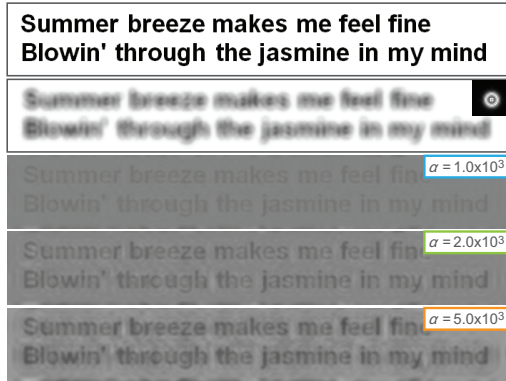 Summer breeze makes me feel fine
Blowin' through the jasmine in my mind
Summer breeze makes me feel fine
Blowin' through the jasmine in my mind
Summer breeze makes me feel fine
α = 1.0x10³
Blowin' through the jasmine in my mind
Summer breeze makes me feel fine
α = 2.0x10³
Blowin' through the jasmine in my mind
Summer breeze makes me feel fine
α = 5.0x10³
Blowin' through the jasmine in my mind